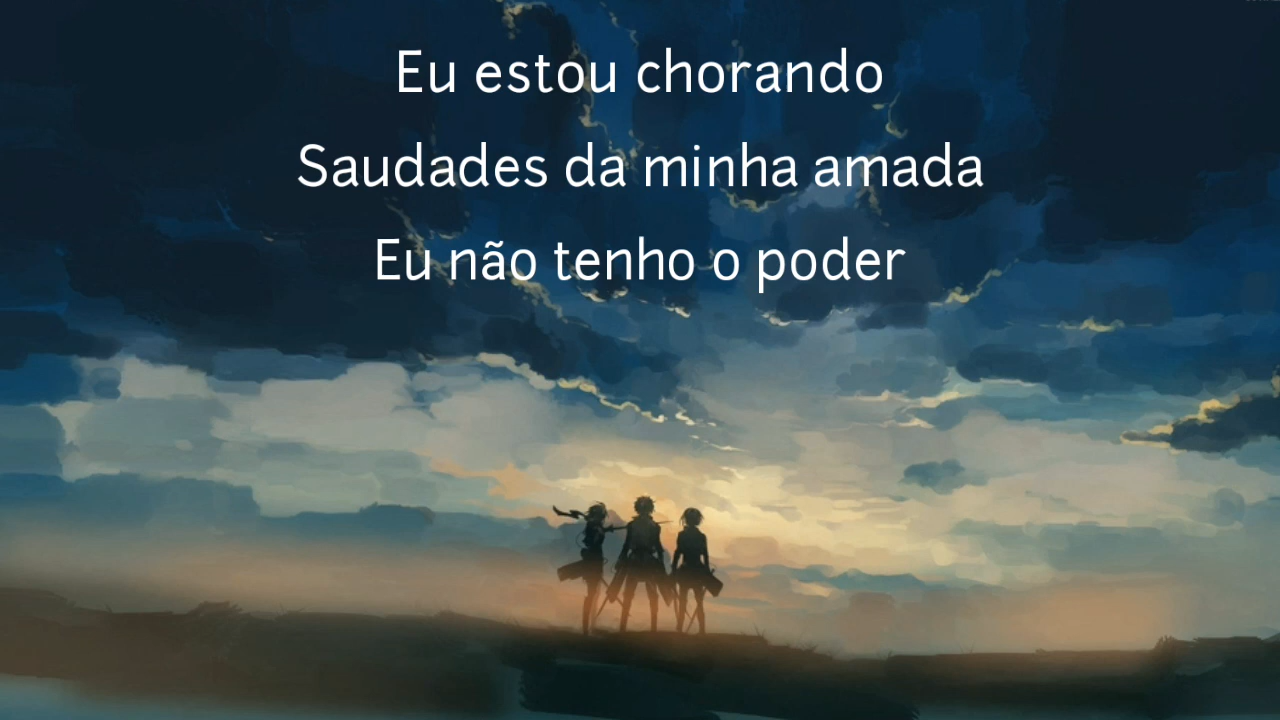 Eu estou chorando
Saudades da minha amada
Eu não tenho o poder